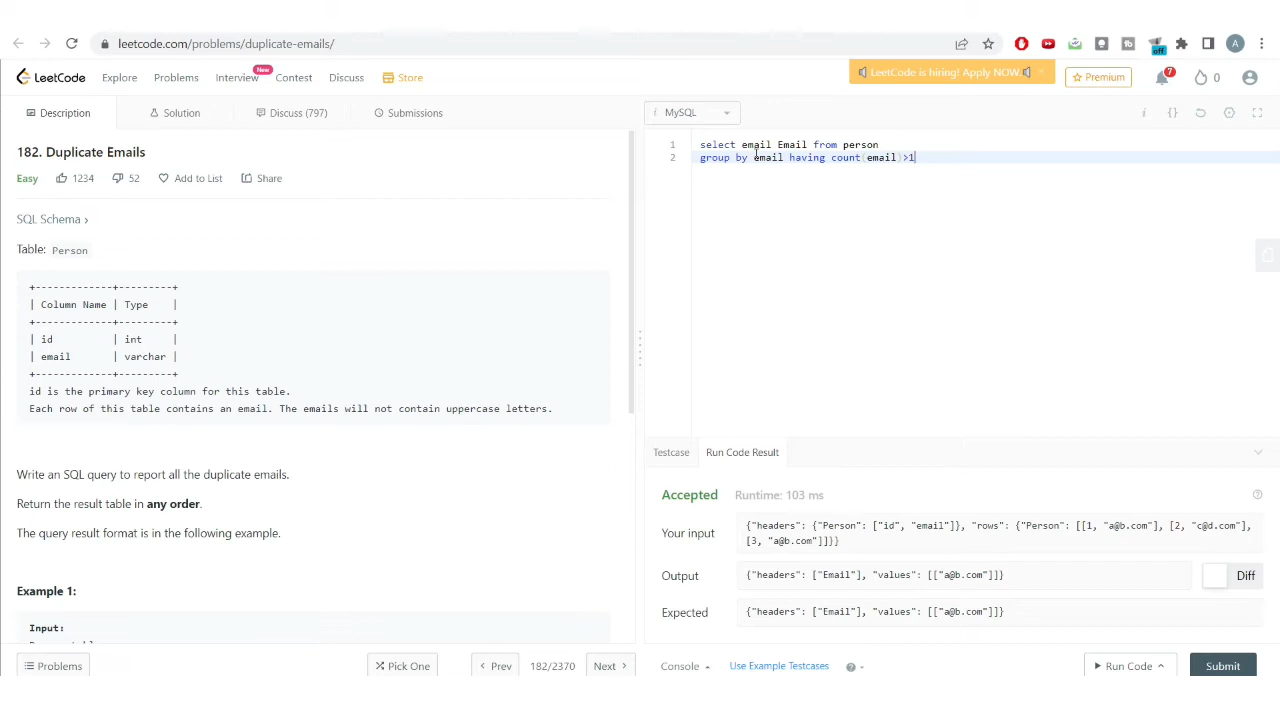 leetcode.com/problems/duplicate-emails/
off
A
LeetCode
Explore
Problems
Interview
New
Contest
Discuss
Store
LeetCode is hiring! Apply NOW.
Premium
7
0
Description
Solution
Discuss (797)
Submissions
i MySQL
i
{}
182. Duplicate Emails
Easy
1234
52
Add to List
Share
SQL Schema ›
Table: Person
+-------------+---------+
| Column Name | Type    |
+-------------+---------+
| id          | int     |
| email       | varchar |
+-------------+---------+
id is the primary key column for this table.
Each row of this table contains an email. The emails will not contain uppercase letters.
Write an SQL query to report all the duplicate emails.
Return the result table in any order.
The query result format is in the following example.
Example 1:
Input:
1 select email Email from person
2 group by email having count(email)>1
Testcase
Run Code Result
Accepted
Runtime: 103 ms
Your input
{"headers": {"Person": ["id", "email"]}, "rows": {"Person": [[1, "a@b.com"], [2, "c@d.com"],
[3, "a@b.com"]]}}
Output
{"headers": ["Email"], "values": [["a@b.com"]]}
Diff
Expected
{"headers": ["Email"], "values": [["a@b.com"]]}
Problems
Pick One
Prev
182/2370
Next
Console
Use Example Testcases
Run Code
Submit